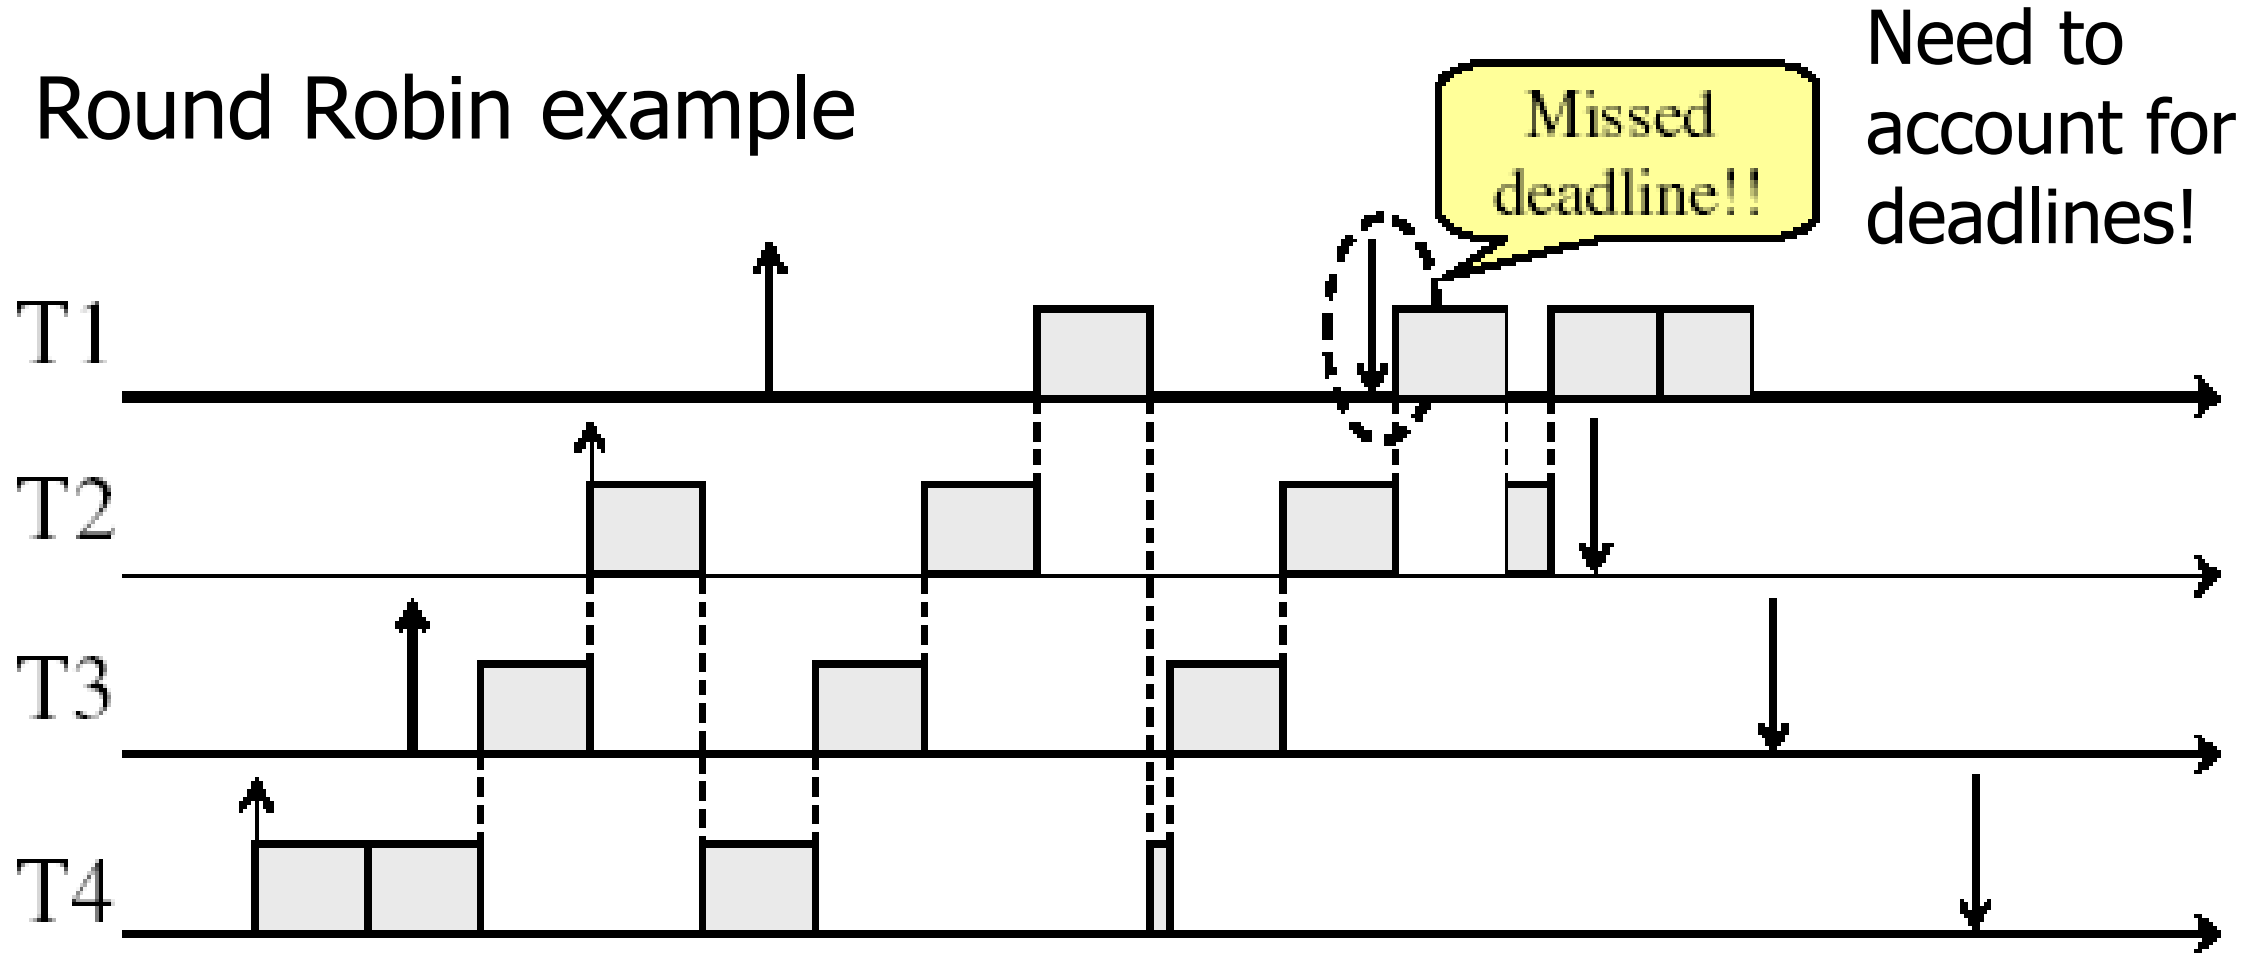 Round Robin example
Missed
deadline!!
Need to
account for
deadlines!
T1
T2
T3
T4